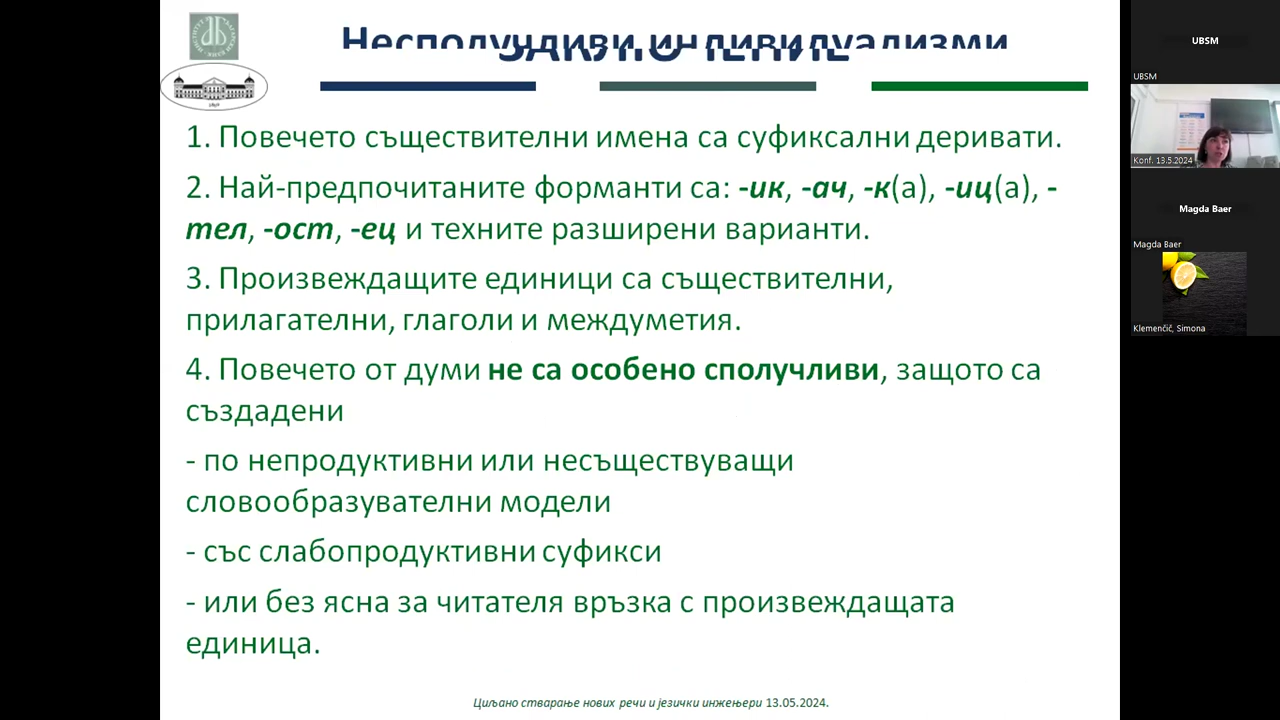 Несполучливи индивидуализми
1. Повечето съществителни имена са суфиксални деривати.
2. Най-предпочитаните форманти са: -ик, -ач, -к(а), -иц(а), -
тел, -ост, -ец и техните разширени варианти.
3. Произвеждащите единици са съществителни,
прилагателни, глаголи и междуметия.
4. Повечето от думи не са особено сполучливи, защото са
създадени
- по непродуктивни или несъществуващи
словообразувателни модели
- със слабопродуктивни суфикси
- или без ясна за читателя връзка с произвеждащата
единица.
Циљано стварање нових речи и језички инжењери 13.05.2024.
UBSM
UBSM
Konf. 13.5.2024
Magda Baer
Magda Baer
Klemenčić, Simona